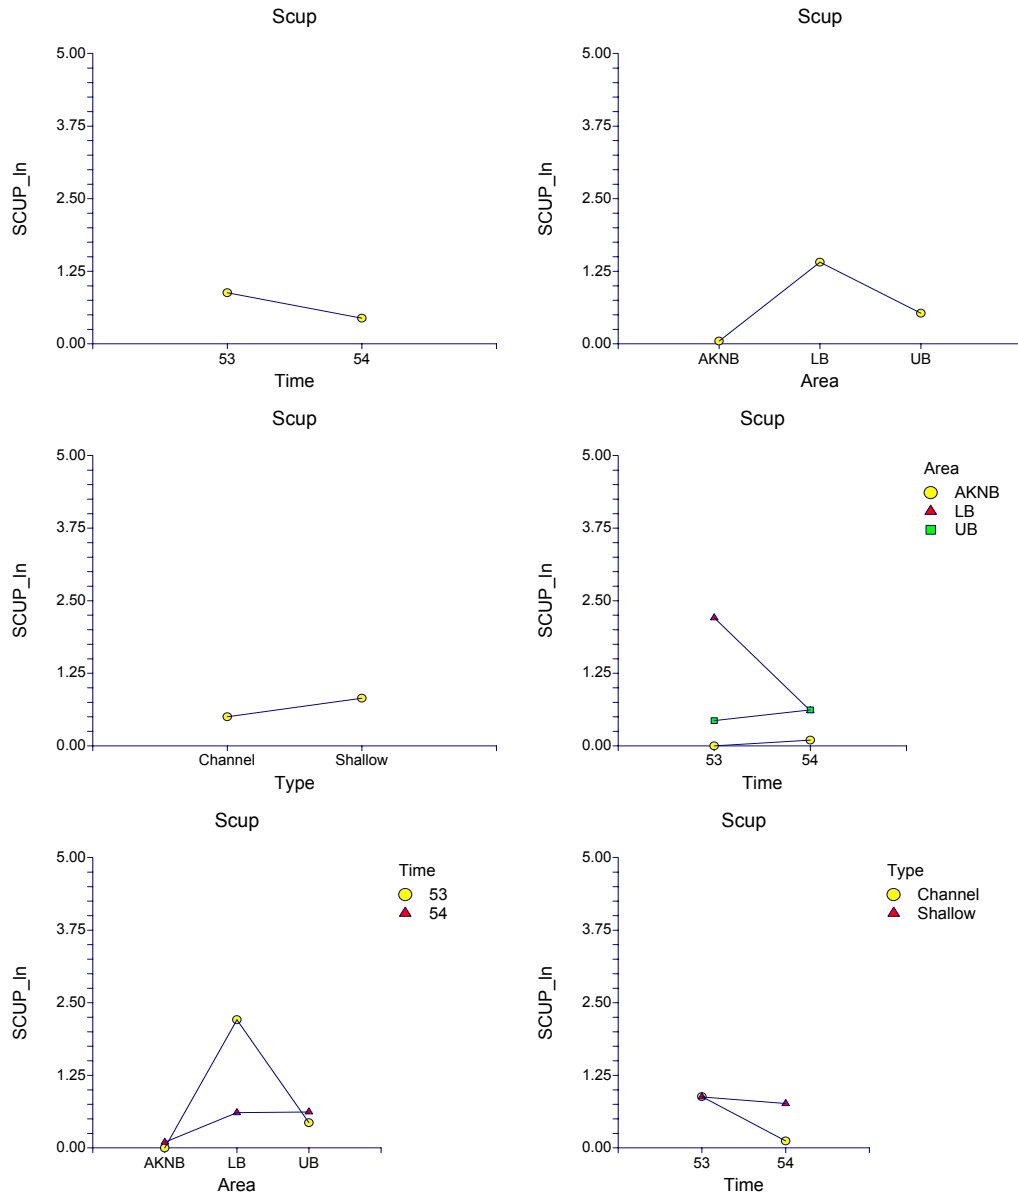 Scup
5.00
3.75
2.50
1.25
0.00
SCUP_ln
53 54
Time
Scup
5.00
3.75
2.50
1.25
0.00
SCUP_ln
AKNB LB UB
Area
Scup
5.00
3.75
2.50
1.25
0.00
SCUP_ln
Channel Shallow
Type
Scup
5.00
3.75
2.50
1.25
0.00
SCUP_ln
53 54
Time
Area
AKNB
LB
UB
Scup
5.00
3.75
2.50
1.25
0.00
SCUP_ln
AKNB LB UB
Area
Time
53
54
Scup
5.00
3.75
2.50
1.25
0.00
SCUP_ln
53 54
Time
Type
Channel
Shallow